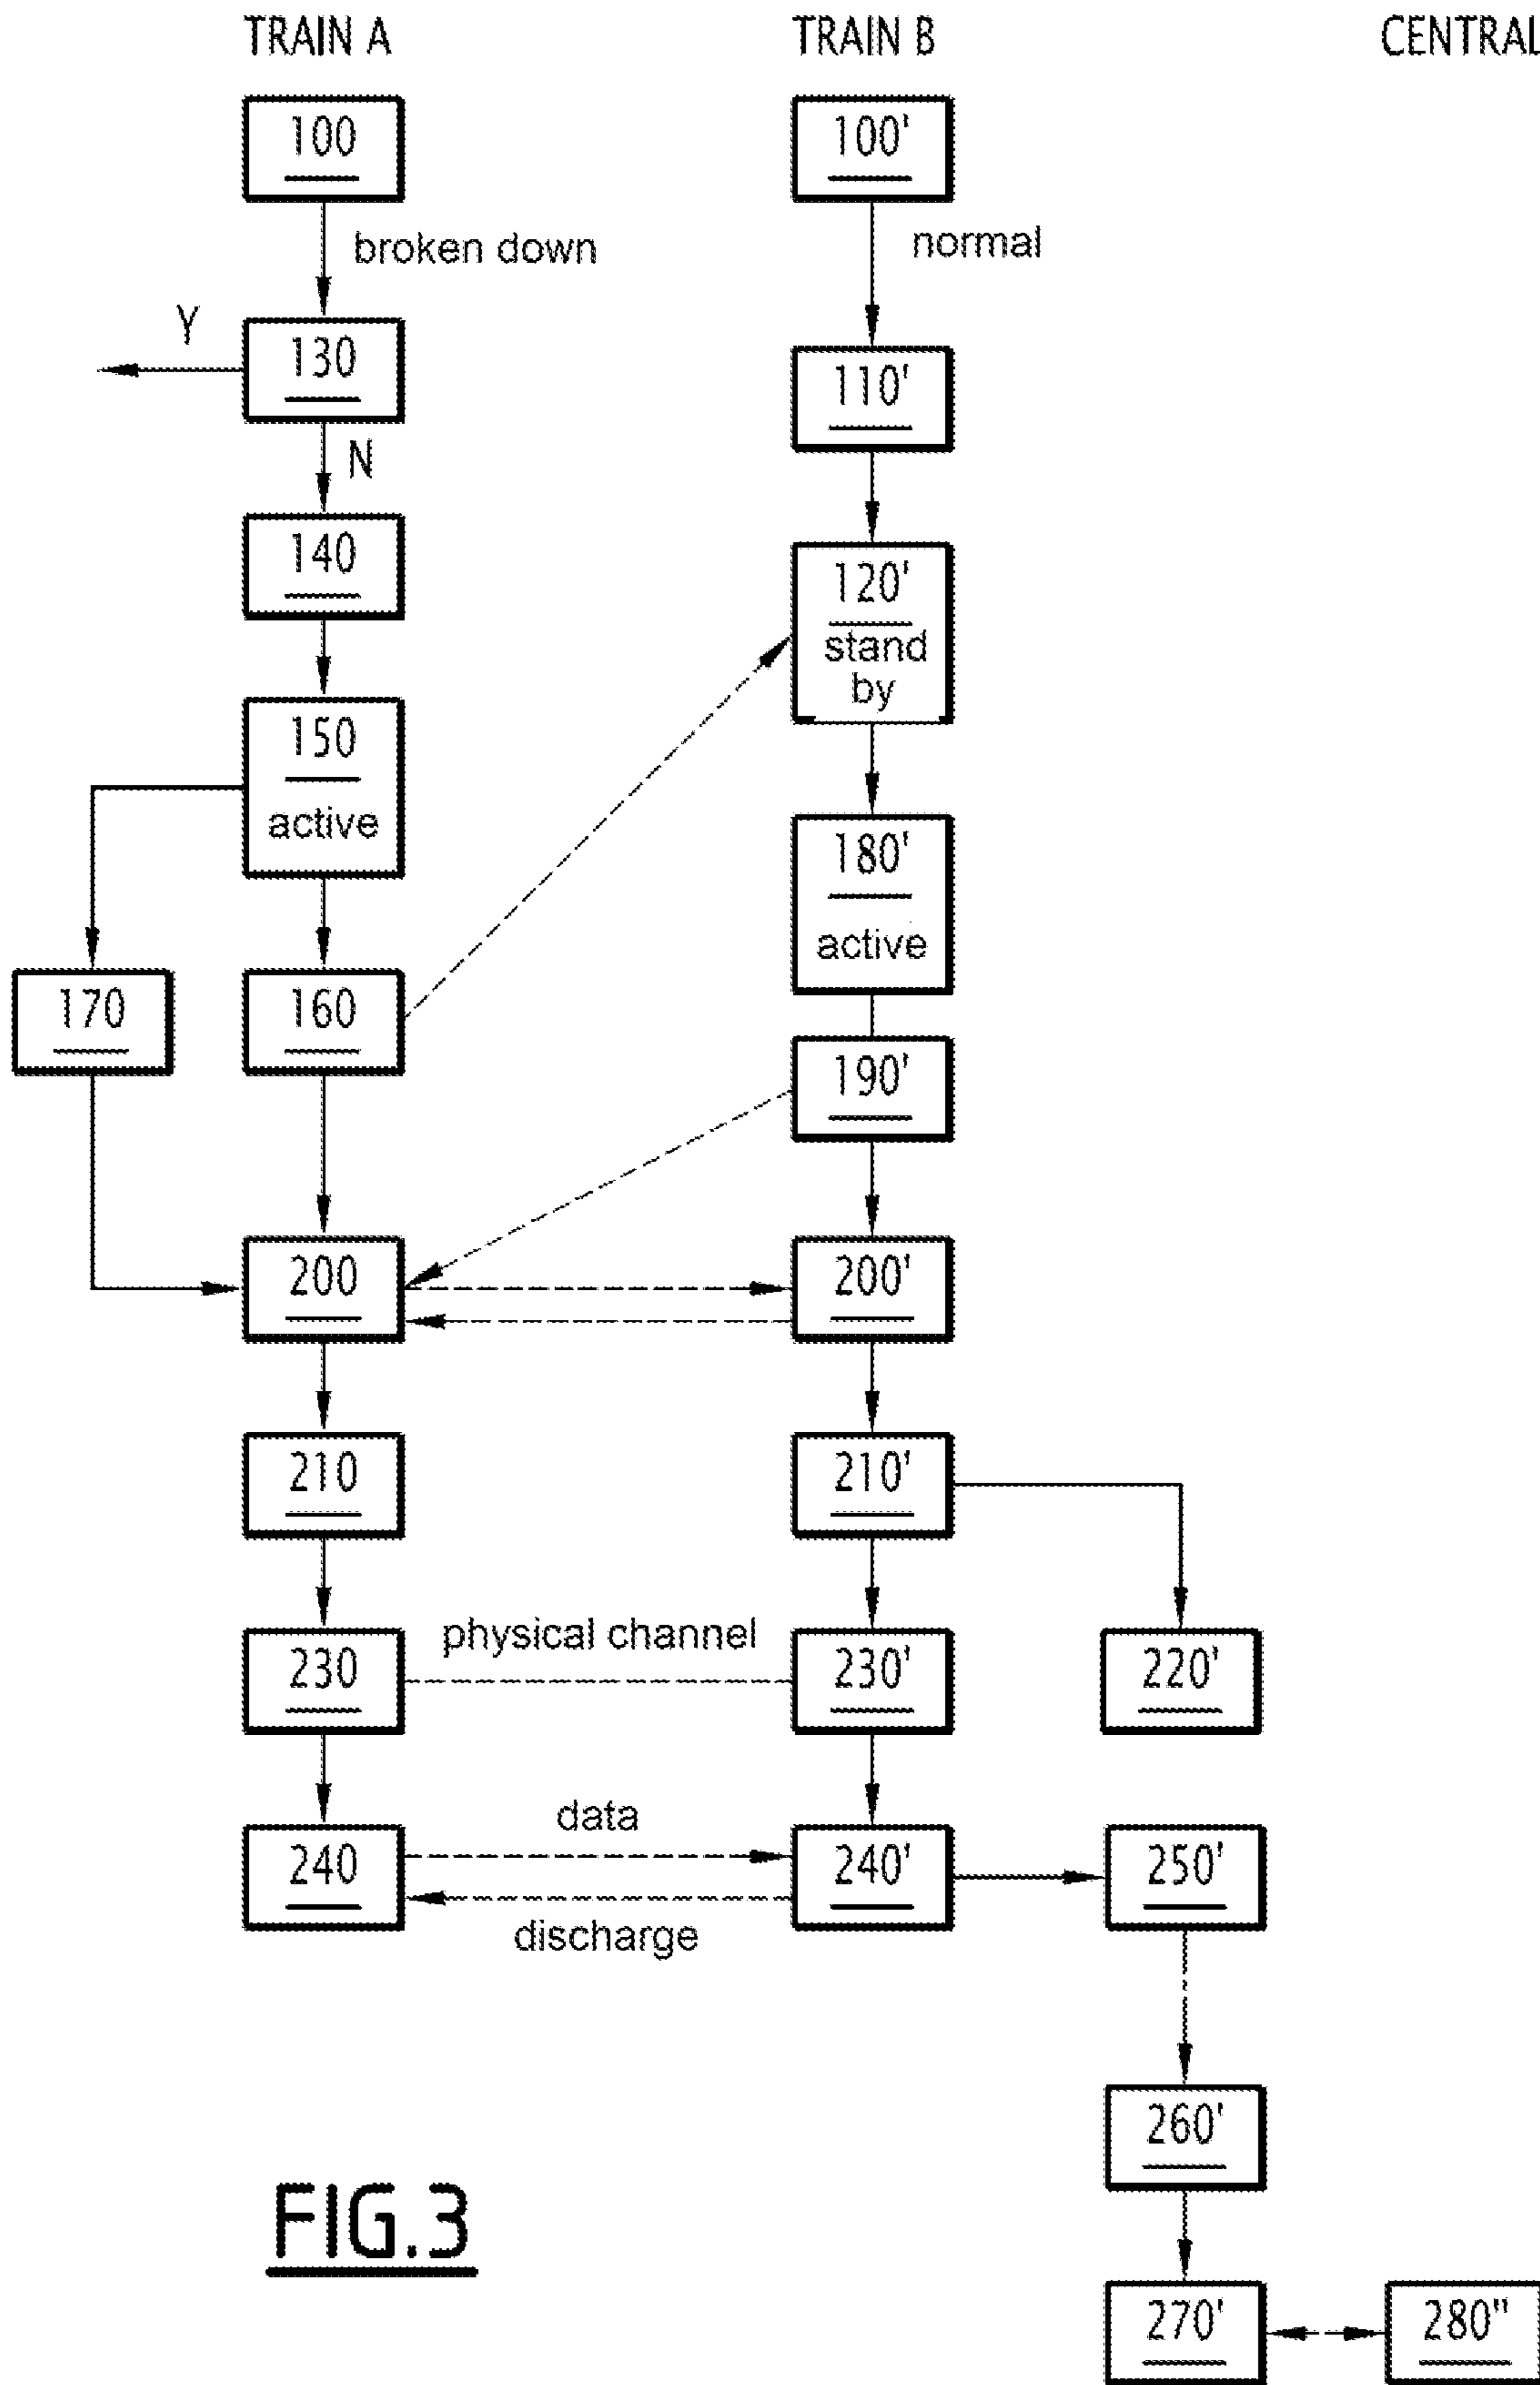 TRAIN A TRAIN B CENTRAL
100 100'
broken down normal
Y
130 110'
N
140 120'
stand
by
150
active
180'
active
170 160
190'
200 200'
210 210'
physical channel
230 230' 220'
data
240 240' 250'
discharge
260'
FIG.3
270' 280"